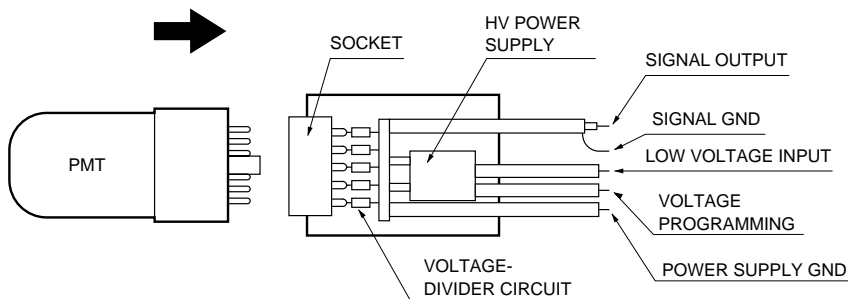 HV POWER
SUPPLY
SOCKET
SIGNAL OUTPUT
SIGNAL GND
LOW VOLTAGE INPUT
PMT
VOLTAGE
PROGRAMMING
POWER SUPPLY GND
VOLTAGE-
DIVIDER CIRCUIT